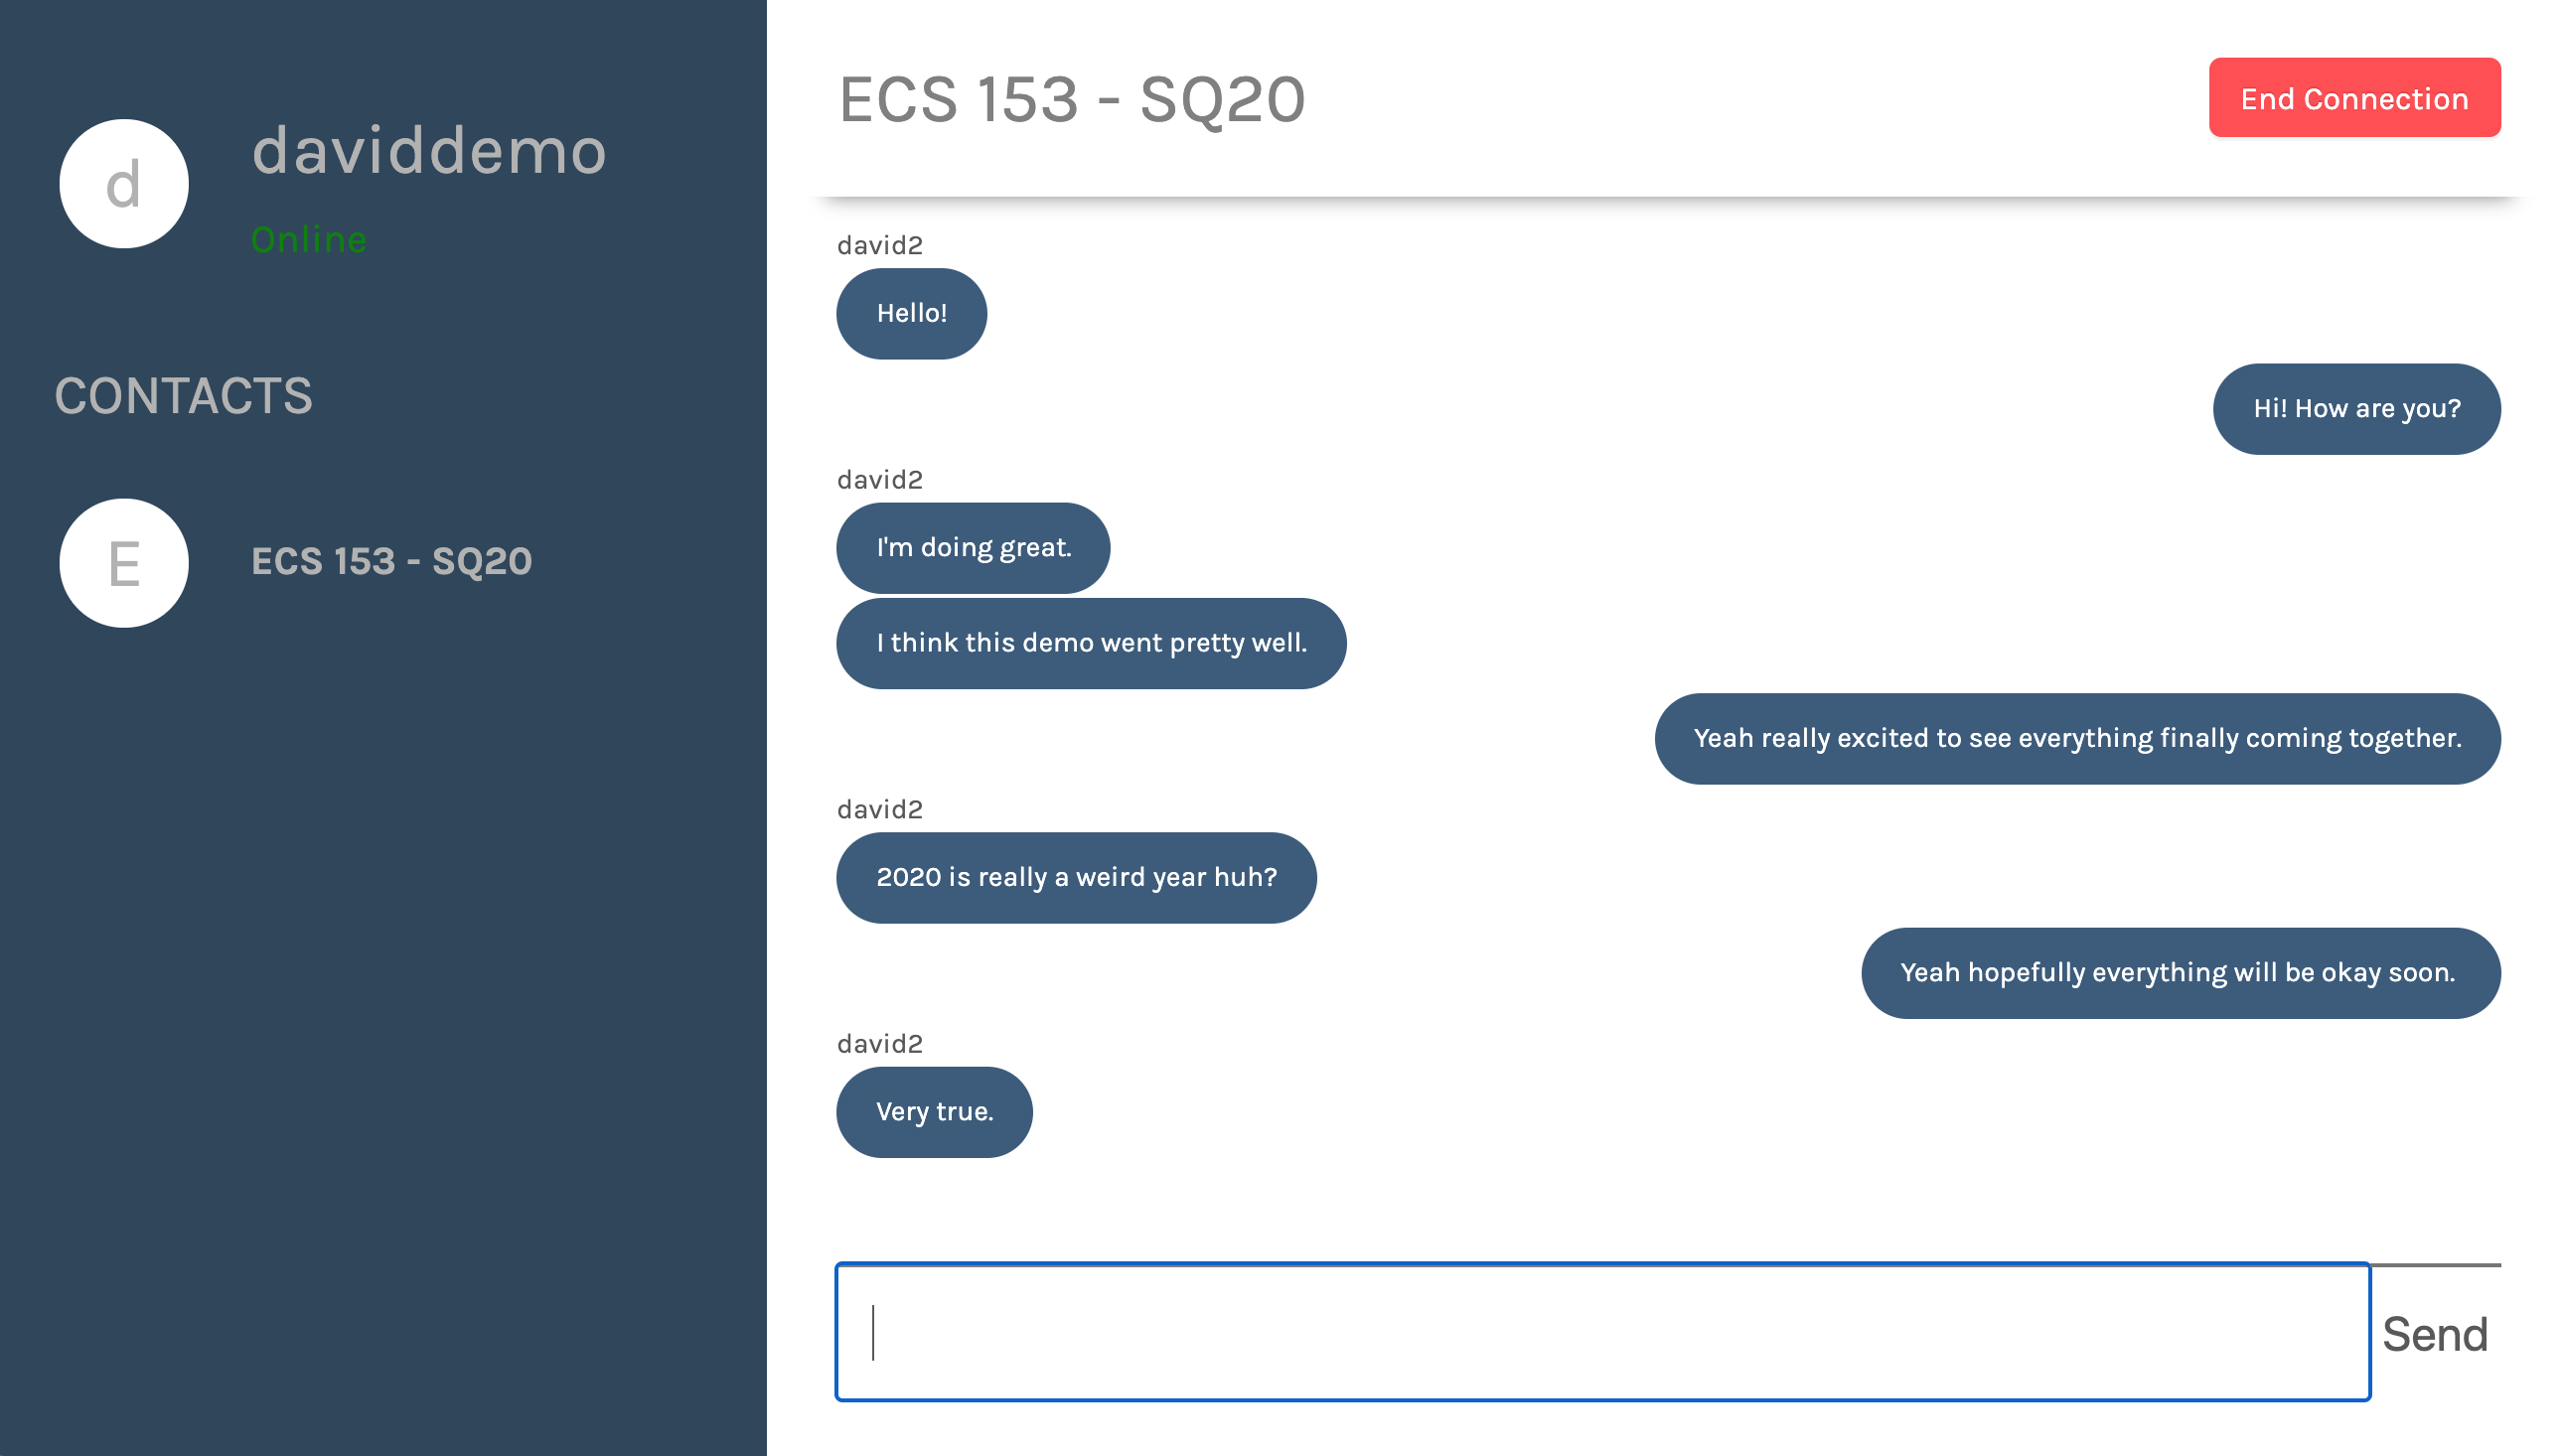 d
daviddemo
Online
CONTACTS
E
ECS 153 - SQ20
ECS 153 - SQ20
End Connection
david2
Hello!
Hi! How are you?
david2
I'm doing great.
I think this demo went pretty well.
Yeah really excited to see everything finally coming together.
david2
2020 is really a weird year huh?
Yeah hopefully everything will be okay soon.
david2
Very true.
Send